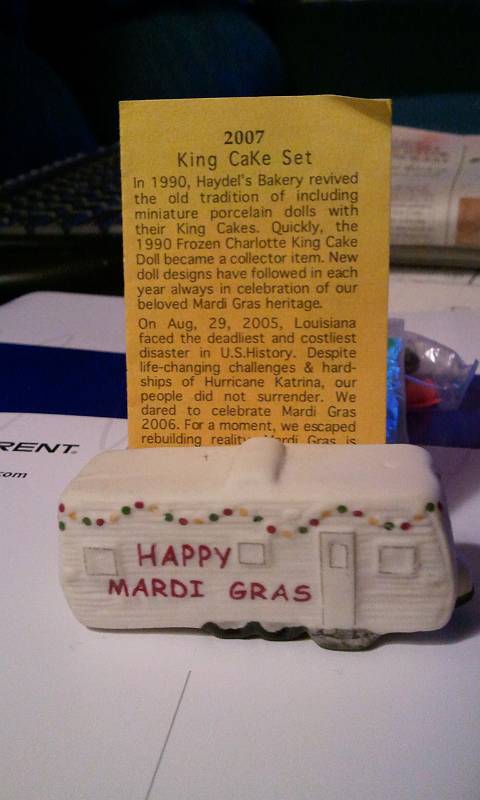 2007
King CaKe Set
In 1990, Haydel's Bakery revived
the old tradition of including
miniature porcelain dolls with
their King Cakes. Quickly, the
1990 Frozen Charlotte King Cake
Doll became a collector item. New
doll designs have followed in each
year always in celebration of our
beloved Mardi Gras heritage.
On Aug, 29, 2005, Louisiana
faced the deadliest and costliest
disaster in U.S.History. Despite
life-changing challenges & hard-
ships of Hurricane Katrina, our
people did not surrender. We
dared to celebrate Mardi Gras
2006. For a moment, we escaped
rebuilding reality. Mardi Gras is
RENT
.com
HAPPY
MARDI GRAS